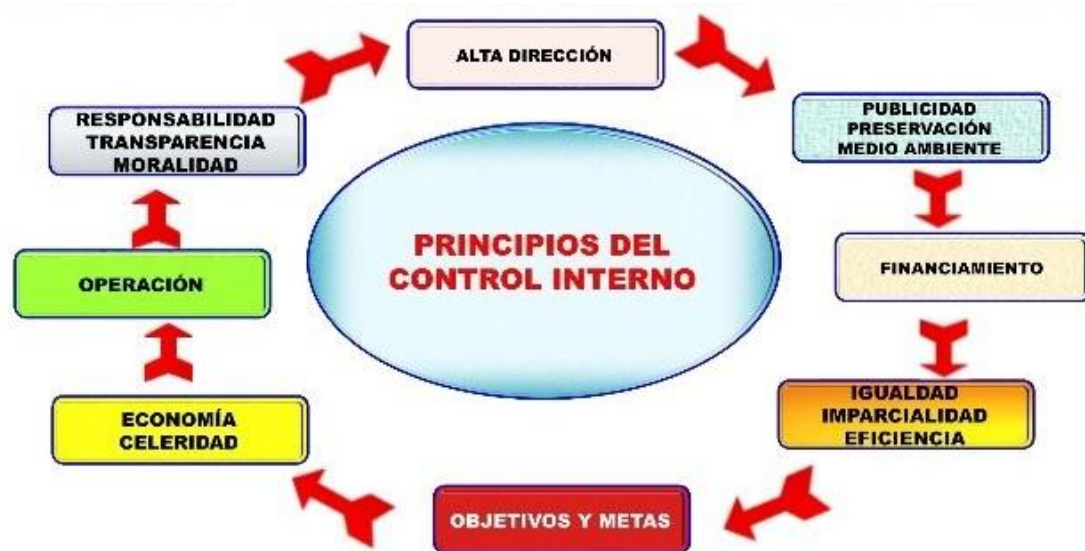 ALTA DIRECCIÓN
PUBLICIDAD
PRESERVACIÓN
MEDIO AMBIENTE
FINANCIAMIENTO
IGUALDAD
IMPARCIALIDAD
EFICIENCIA
OBJETIVOS Y METAS
ECONOMÍA
CELERIDAD
OPERACIÓN
RESPONSABILIDAD
TRANSPARENCIA
MORALIDAD
PRINCIPIOS DEL
CONTROL INTERNO